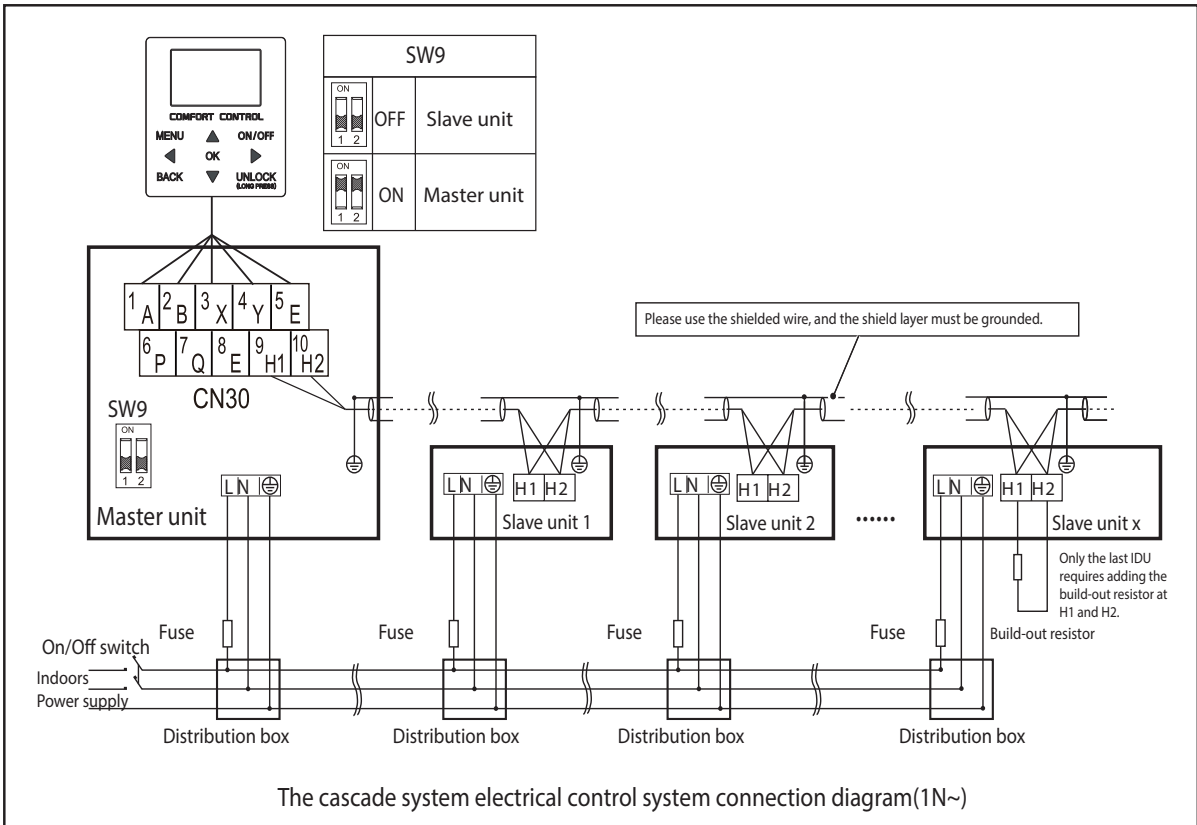 SW9
ON
1 2
OFF
Slave unit
ON
1 2
ON
Master unit
COMFORT CONTROL
MENU ON/OFF
OK
BACK UNLOCK
(LONG PRESS)
1 A 2 B 3 X 4 Y 5 E
6 P 7 Q 8 E 9 H1 10 H2
CN30
SW9
ON
1 2
L N
Master unit
Please use the shielded wire, and the shield layer must be grounded.
L N H1 H2
Slave unit 1
L N H1 H2
Slave unit 2
......
L N H1 H2
Slave unit x
Only the last IDU
requires adding the
build-out resistor at
H1 and H2.
Build-out resistor
Fuse Fuse Fuse Fuse
On/Off switch
Indoors
Power supply
Distribution box Distribution box Distribution box Distribution box
The cascade system electrical control system connection diagram(1N~)